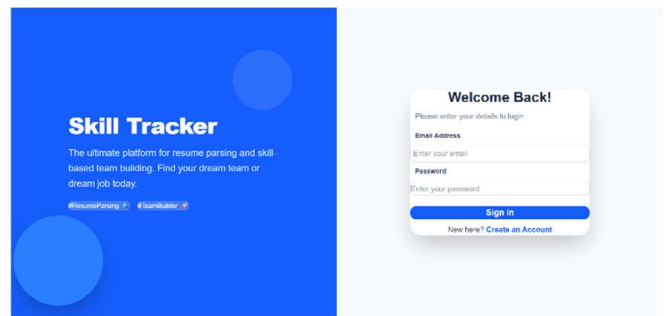 Skill Tracker
The ultimate platform for resume parsing and skill-
based team building. Find your dream team or
dream job today.
#ResumeParsing #TeamBuilder
Welcome Back!
Please enter your details to login
Email Address
Enter your email
Password
Enter your password
Sign In
New here? Create an Account